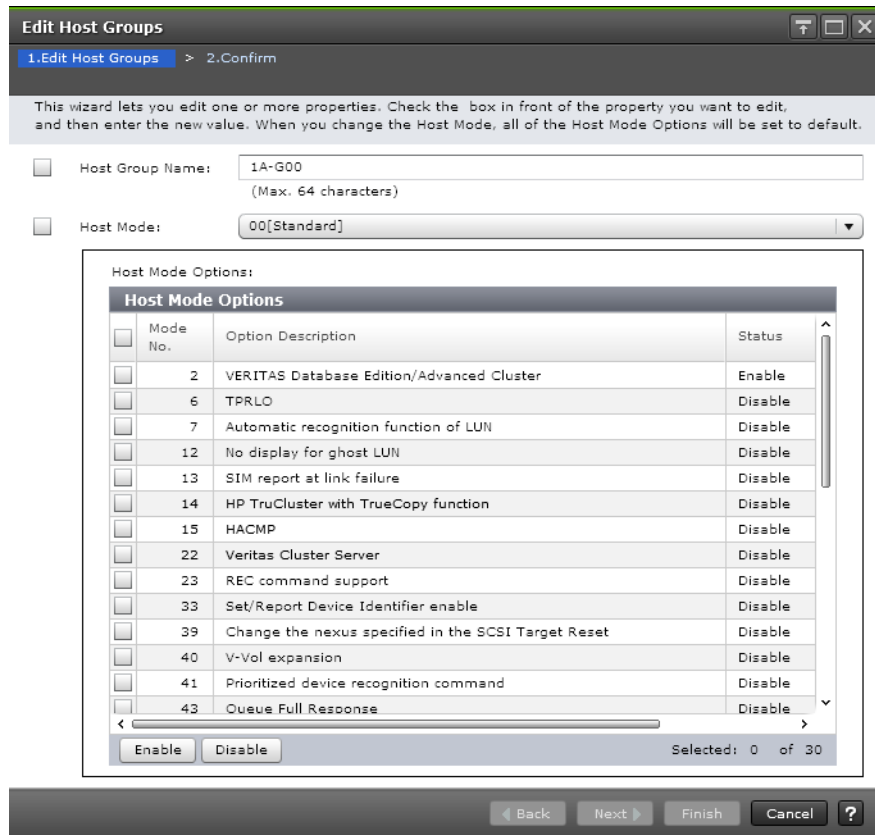 Edit Host Groups
1.Edit Host Groups > 2.Confirm
This wizard lets you edit one or more properties. Check the box in front of the property you want to edit,
and then enter the new value. When you change the Host Mode, all of the Host Mode Options will be set to default.
Host Group Name: 1A-G00
(Max. 64 characters)
Host Mode: 00[Standard]
Host Mode Options:
Host Mode Options
Mode No. Option Description Status
2 VERITAS Database Edition/Advanced Cluster Enable
6 TPRLO Disable
7 Automatic recognition function of LUN Disable
12 No display for ghost LUN Disable
13 SIM report at link failure Disable
14 HP TruCluster with TrueCopy function Disable
15 HACMP Disable
22 Veritas Cluster Server Disable
23 REC command support Disable
33 Set/Report Device Identifier enable Disable
39 Change the nexus specified in the SCSI Target Reset Disable
40 V-Vol expansion Disable
41 Prioritized device recognition command Disable
43 Queue Full Response Disable
Enable Disable Selected: 0 of 30
Back Next Finish Cancel ?